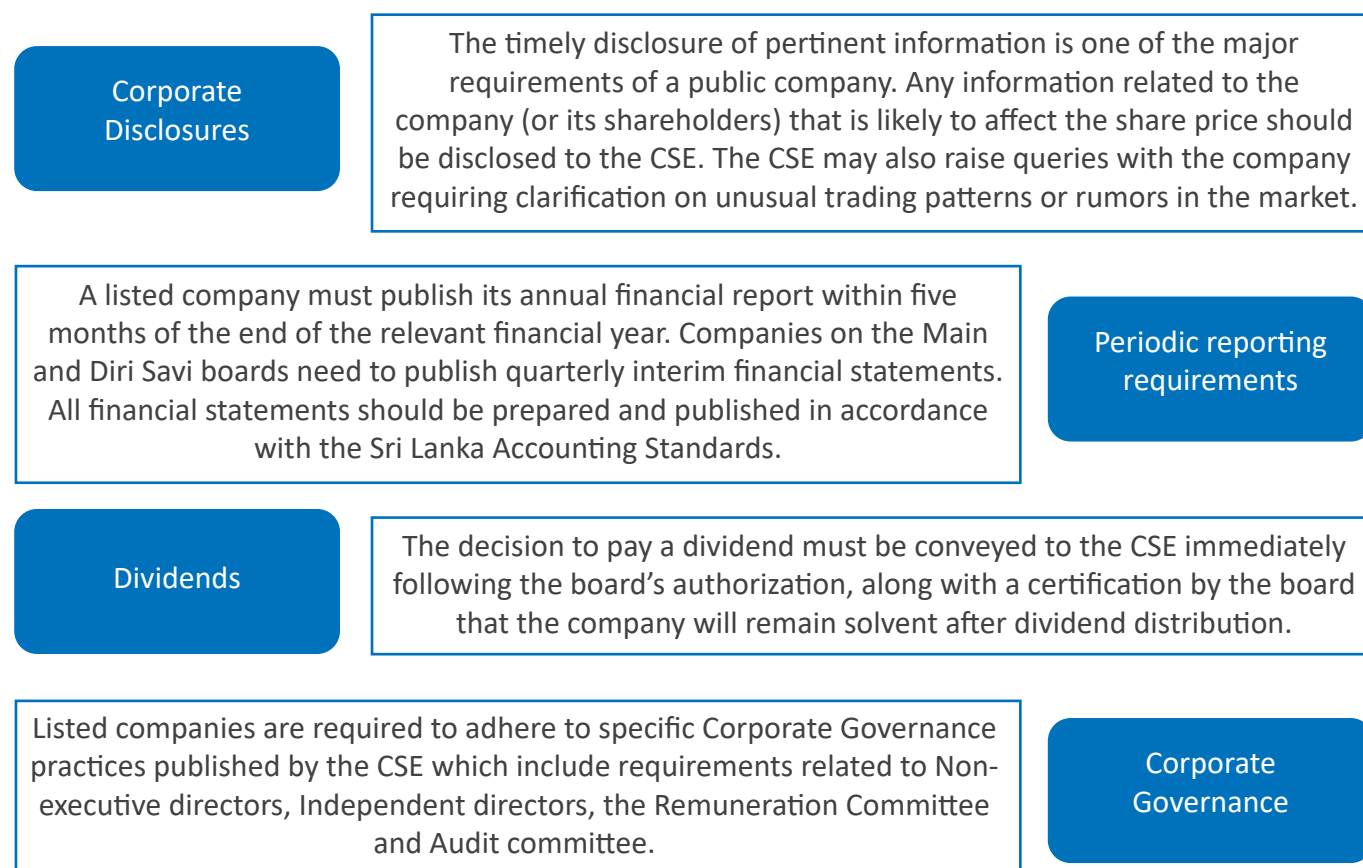 Corporate
Disclosures
The timely disclosure of pertinent information is one of the major
requirements of a public company. Any information related to the
company (or its shareholders) that is likely to affect the share price should
be disclosed to the CSE. The CSE may also raise queries with the company
requiring clarification on unusual trading patterns or rumors in the market.
A listed company must publish its annual financial report within five
months of the end of the relevant financial year. Companies on the Main
and Diri Savi boards need to publish quarterly interim financial statements.
All financial statements should be prepared and published in accordance
with the Sri Lanka Accounting Standards.
Periodic reporting
requirements
Dividends
The decision to pay a dividend must be conveyed to the CSE immediately
following the board’s authorization, along with a certification by the board
that the company will remain solvent after dividend distribution.
Listed companies are required to adhere to specific Corporate Governance
practices published by the CSE which include requirements related to Non-
executive directors, Independent directors, the Remuneration Committee
and Audit committee.
Corporate
Governance